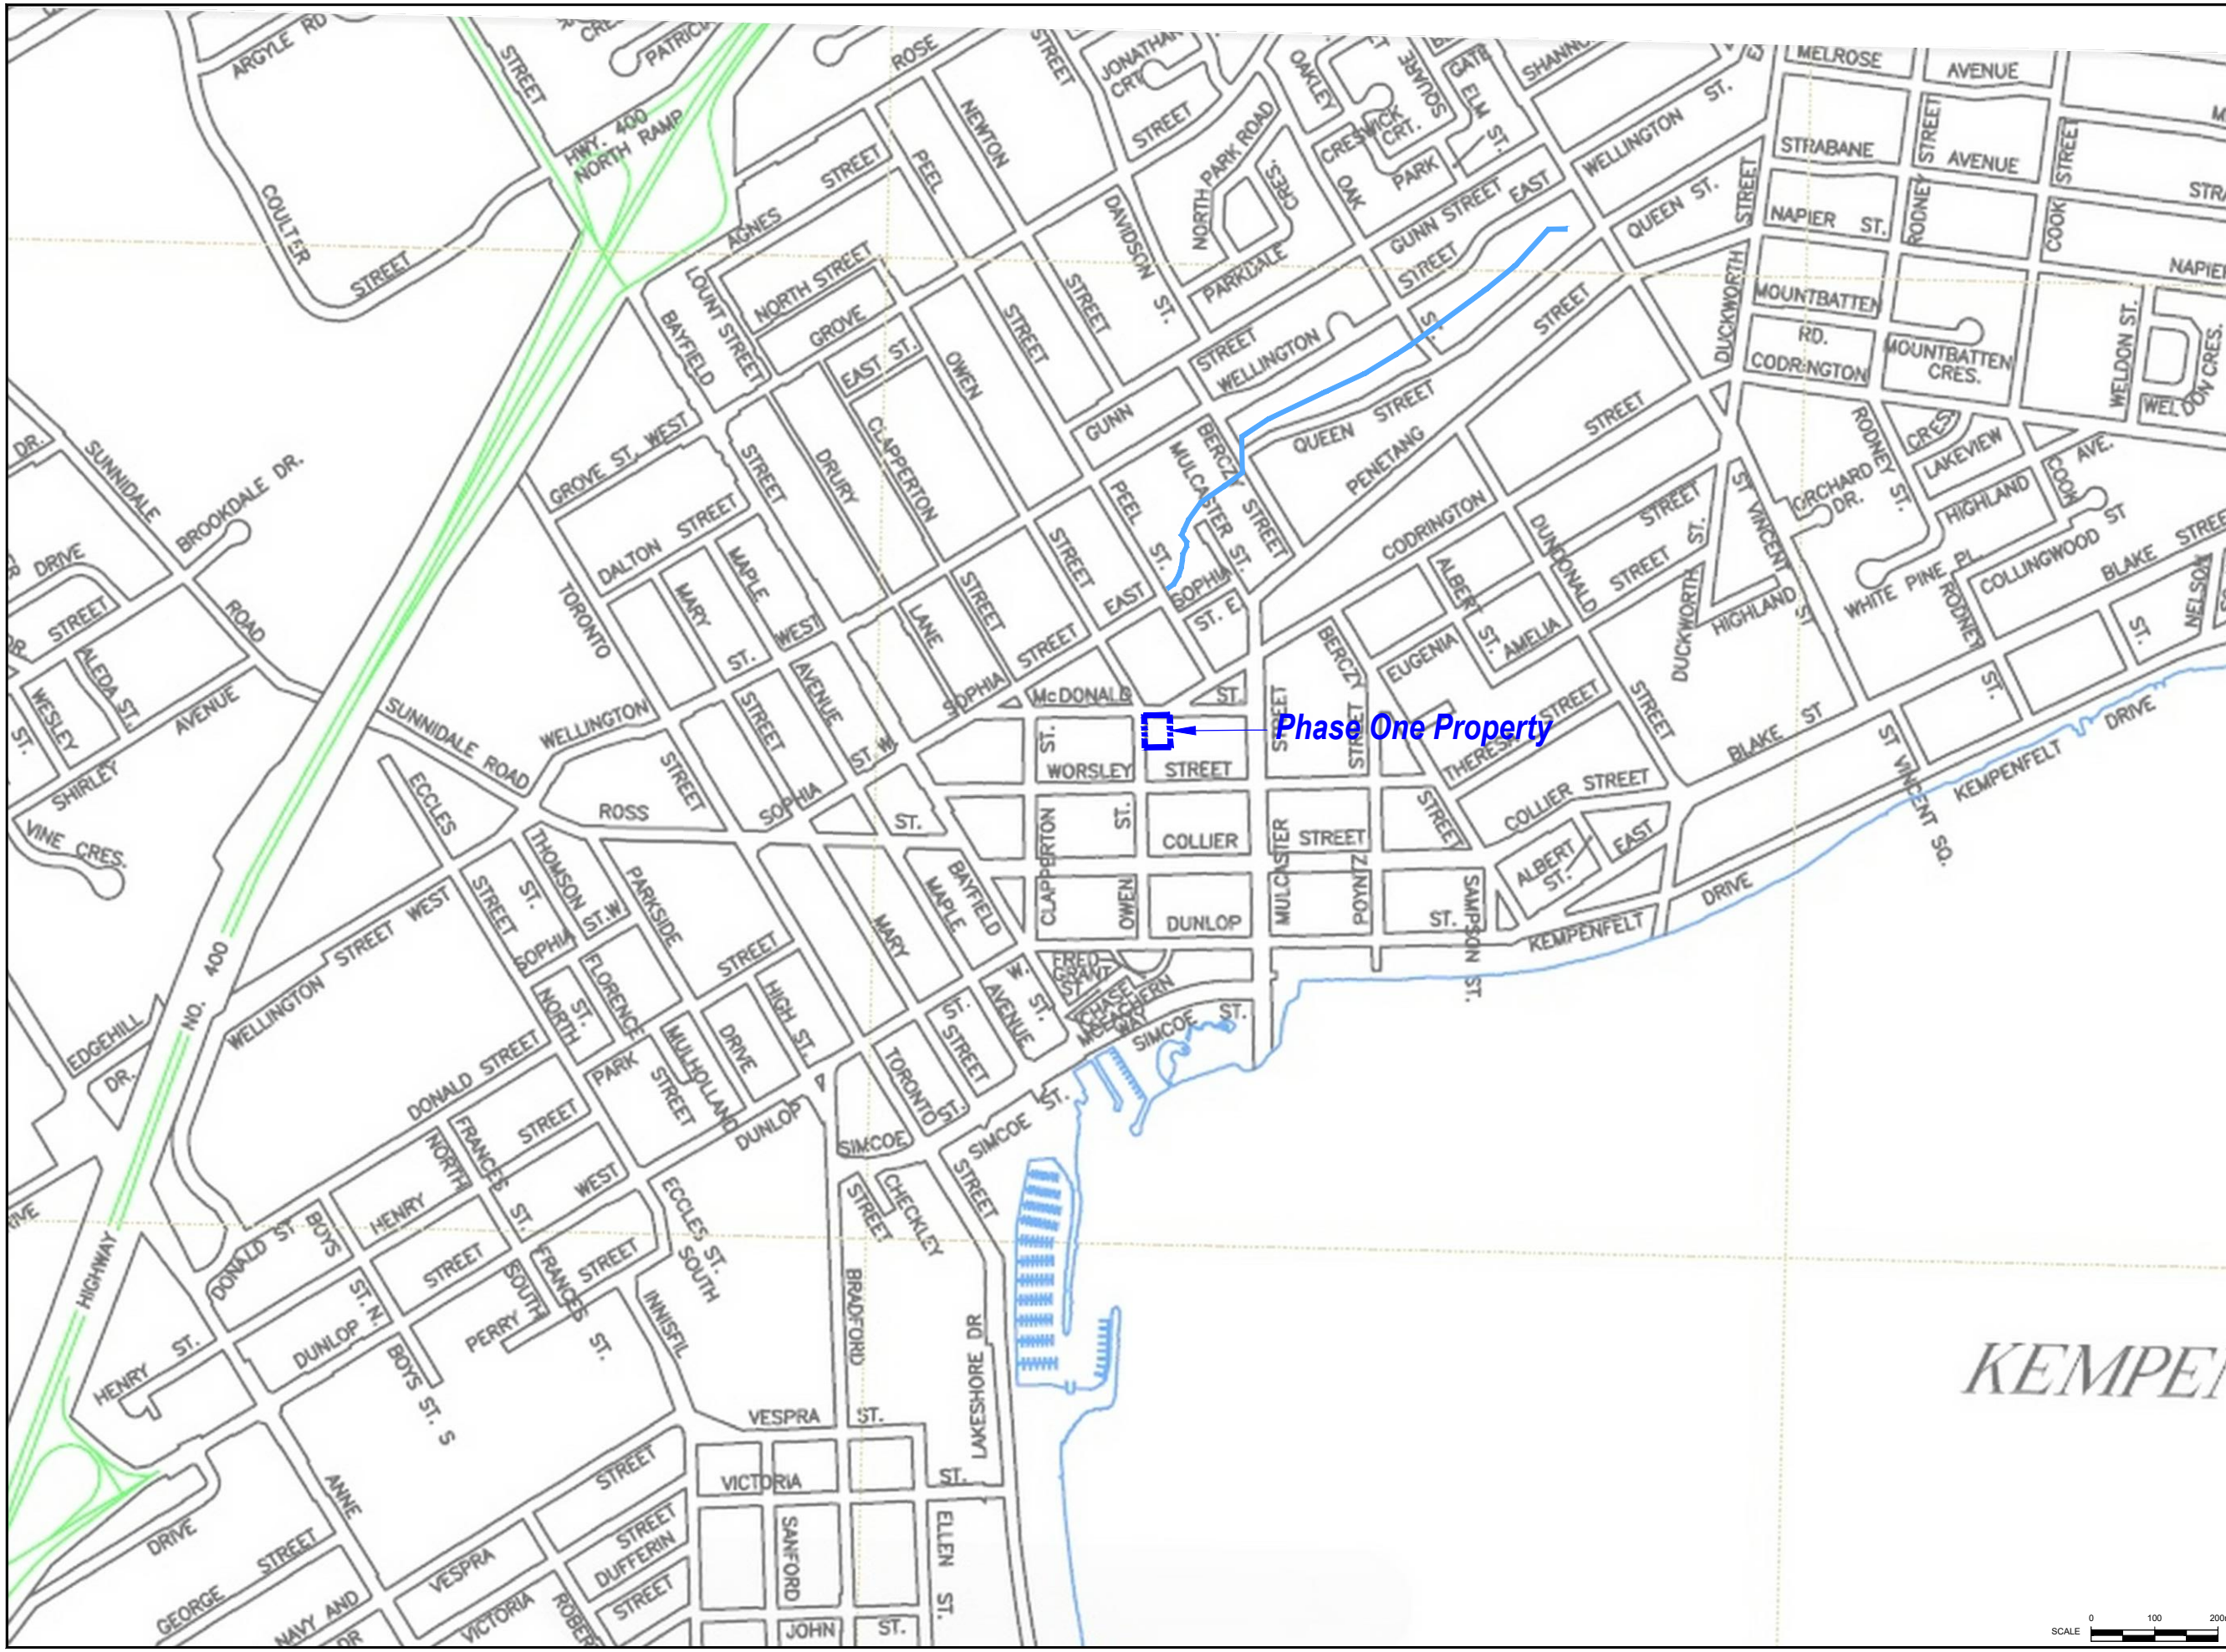 ARGYLE RD
STREET
PATRICI
ROSE
STREET
JONATHAN
CRT.
OAKLEY
SQUARE
GATE
SHANN
MELROSE
AVENUE
HWY. 400
NORTH RAMP
NEWTON
STREET
NORTH PARK ROAD
CRES.
CRESWICK
CRT.
ELM ST.
PARK
OAK
WELLINGTON ST.
STRABANE
AVENUE
STREET
RODNEY
STREET
COOK
STRA
COULTER
STREET
AGNES
STREET
PEEL
DAVIDSON
ST.
PARKDALE
GUNN STREET EAST
STREET
QUEEN ST.
STREET
NAPIER ST.
NAPIER
LOUNT STREET
BAYFIELD
NORTH STREET
GROVE
EAST ST.
OWEN
STREET
STREET
STREET
WELLINGTON
ST.
STREET
DUCKWORTH
MOUNTBATTEN
RD.
CODRINGTON
MOUNTBATTEN
CRES.
WELDON ST.
WELDON CRES.
DR.
SUNNIDALE
BROOKDALE DR.
GROVE ST. WEST
STREET
DRURY
CLAPPERTON
GUNN
BERCZY
MULCASTER ST.
STREET
QUEEN STREET
PENETANG
STREET
RODNEY ST.
CRES
LAKEVIEW
AVE.
COOK
ORCHARD
DR.
HIGHLAND
DRIVE
STREET
ROAD
DALTON STREET
TORONTO
MARY
ST.
MAPLE
WEST
LANE
STREET
STREET
EAST
PEEL
ST.
SOPHIA
ST. E.
CODRINGTON
ALBERT
ST.
DUNDONALD
STREET
STREET
ST.
DUCKWORTH
ST VINCENT
ST
HIGHLAND
WHITE PINE PL.
RODNEY
ST.
COLLINGWOOD ST
BLAKE STREE
NELSON
ST.
DR.
ALEDA ST.
WESLEY
ST.
AVENUE
SHIRLEY
VINE CRES.
SUNNIDALE ROAD
WELLINGTON
STREET
AVENUE
ST. W.
SOPHIA
STREET
McDONALD
ST.
BERCZY
STREET
STREET
EUGENIA
AMELIA
THERESA STREET
STREET
Phase One Property
ST.
WORSLEY
STREET
BLAKE ST
ST VINCENT SQ.
KEMPENFELT DRIVE
ECCLES
STREET
ROSS
ST.
STREET
SOPHIA
THOMSON
ST.
PARKSIDE
CLAPPERTON
ST.
COLLIER
STREET
COLLIER STREET
STREET
ALBERT
ST.
EAST
MULCASTER
POYNTZ
SAMPSON ST.
WELLINGTON STREET WEST
SOPHIA
ST.W.
STREET
MARY
MAPLE
BAYFIELD
OWEN
DUNLOP
ST.
KEMPENFELT
DRIVE
HIGHWAY NO. 400
EDGEHILL
DR.
NORTH
ST.
FLORENCE
HIGH ST.
DRIVE
MULHOLLAND
PARK
STREET
ST.
STREET
AVENUE
W.
ST.
FRED
GRANT
ST
CHASE
MCEACHERN
WAY
SIMCOE ST.
DONALD STREET
TORONTO
ST.
DUNLOP
SIMCOE
SIMCOE ST.
FRANCES
ST.
NORTH
STREET
WEST
HENRY
STREET
CHECKLEY
STREET
STREET
IVE
DONALD ST
BOYS
ST. N.
STREET
STREET
ECCLES ST.
SOUTH
SOUTH
FRANCES ST.
PERRY
INNISFIL
BRADFORD
LAKESHORE DR
DUNLOP
BOYS ST. S
HENRY ST.
KEMPE
VESPRA ST.
ANNE
STREET
VICTORIA
ST.
DRIVE
STREET
GEORGE
VESPRA
STREET
DUFFERIN
STREET
SANFORD
ELLEN ST.
NAVY AND
DR
VICTORIA
ROBER
JOHN
ST.
SCALE
0 100 200m